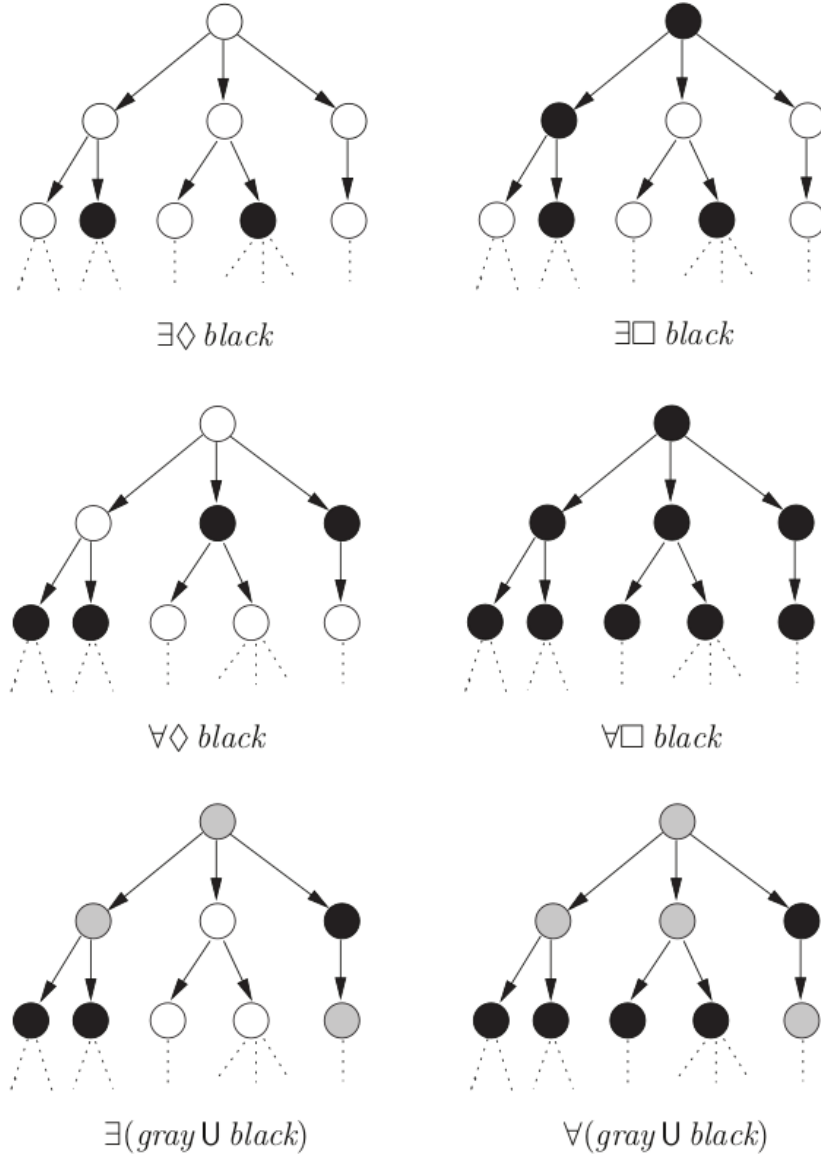 ∃◊ black
∃□ black
∀◊ black
∀□ black
∃(gray U black)
∀(gray U black)